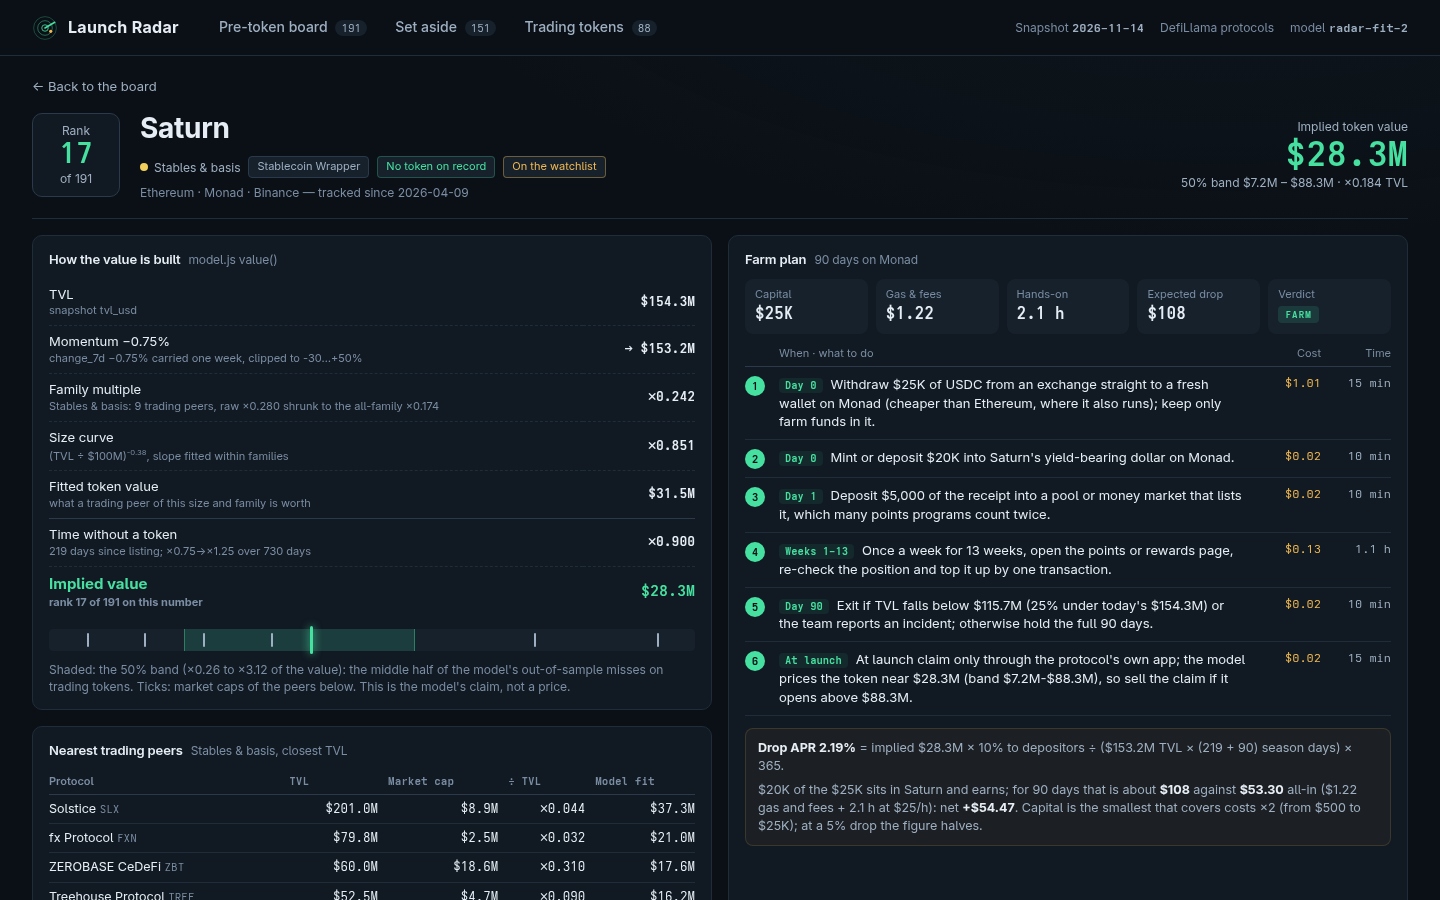 Launch Radar
Pre-token board 191
Set aside 151
Trading tokens 88
Snapshot 2026-11-14 DefiLlama protocols model radar-fit-2
← Back to the board
Rank
17
of 191
Saturn
Stables & basis Stablecoin Wrapper No token on record On the watchlist
Ethereum · Monad · Binance — tracked since 2026-04-09
Implied token value
$28.3M
50% band $7.2M – $88.3M · ×0.184 TVL
How the value is built model.js value()
TVL
snapshot tvl_usd
$154.3M
Momentum −0.75%
change_7d −0.75% carried one week, clipped to -30…+50%
→ $153.2M
Family multiple
Stables & basis: 9 trading peers, raw ×0.280 shrunk to the all-family ×0.174
×0.242
Size curve
(TVL ÷ $100M)-0.38, slope fitted within families
×0.851
Fitted token value
what a trading peer of this size and family is worth
$31.5M
Time without a token
219 days since listing; ×0.75→×1.25 over 730 days
×0.900
Implied value
rank 17 of 191 on this number
$28.3M
Shaded: the 50% band (×0.26 to ×3.12 of the value): the middle half of the model's out-of-sample misses on
trading tokens. Ticks: market caps of the peers below. This is the model's claim, not a price.
Nearest trading peers Stables & basis, closest TVL
Protocol TVL Market cap ÷ TVL Model fit
Solstice SLX $201.0M $8.9M ×0.044 $37.3M
fx Protocol FXN $79.8M $2.5M ×0.032 $21.0M
ZEROBASE CeDeFi ZBT $60.0M $18.6M ×0.310 $17.6M
Treehouse Protocol TREE $52.5M $4.7M ×0.090 $16.2M
Farm plan 90 days on Monad
Capital
$25K
Gas & fees
$1.22
Hands-on
2.1 h
Expected drop
$108
Verdict
FARM
When · what to do Cost Time
1 Day 0 Withdraw $25K of USDC from an exchange straight to a fresh $1.01 15 min
wallet on Monad (cheaper than Ethereum, where it also runs); keep only
farm funds in it.
2 Day 0 Mint or deposit $20K into Saturn's yield-bearing dollar on Monad. $0.02 10 min
3 Day 1 Deposit $5,000 of the receipt into a pool or money market that lists $0.02 10 min
it, which many points programs count twice.
4 Weeks 1–13 Once a week for 13 weeks, open the points or rewards page, $0.13 1.1 h
re-check the position and top it up by one transaction.
5 Day 90 Exit if TVL falls below $115.7M (25% under today's $154.3M) or $0.02 10 min
the team reports an incident; otherwise hold the full 90 days.
6 At launch At launch claim only through the protocol's own app; the model $0.02 15 min
prices the token near $28.3M (band $7.2M-$88.3M), so sell the claim if it
opens above $88.3M.
Drop APR 2.19% = implied $28.3M × 10% to depositors ÷ ($153.2M TVL × (219 + 90) season days) ×
365.
$20K of the $25K sits in Saturn and earns; for 90 days that is about $108 against $53.30 all-in ($1.22
gas and fees + 2.1 h at $25/h): net +$54.47. Capital is the smallest that covers costs ×2 (from $500 to
$25K); at a 5% drop the figure halves.